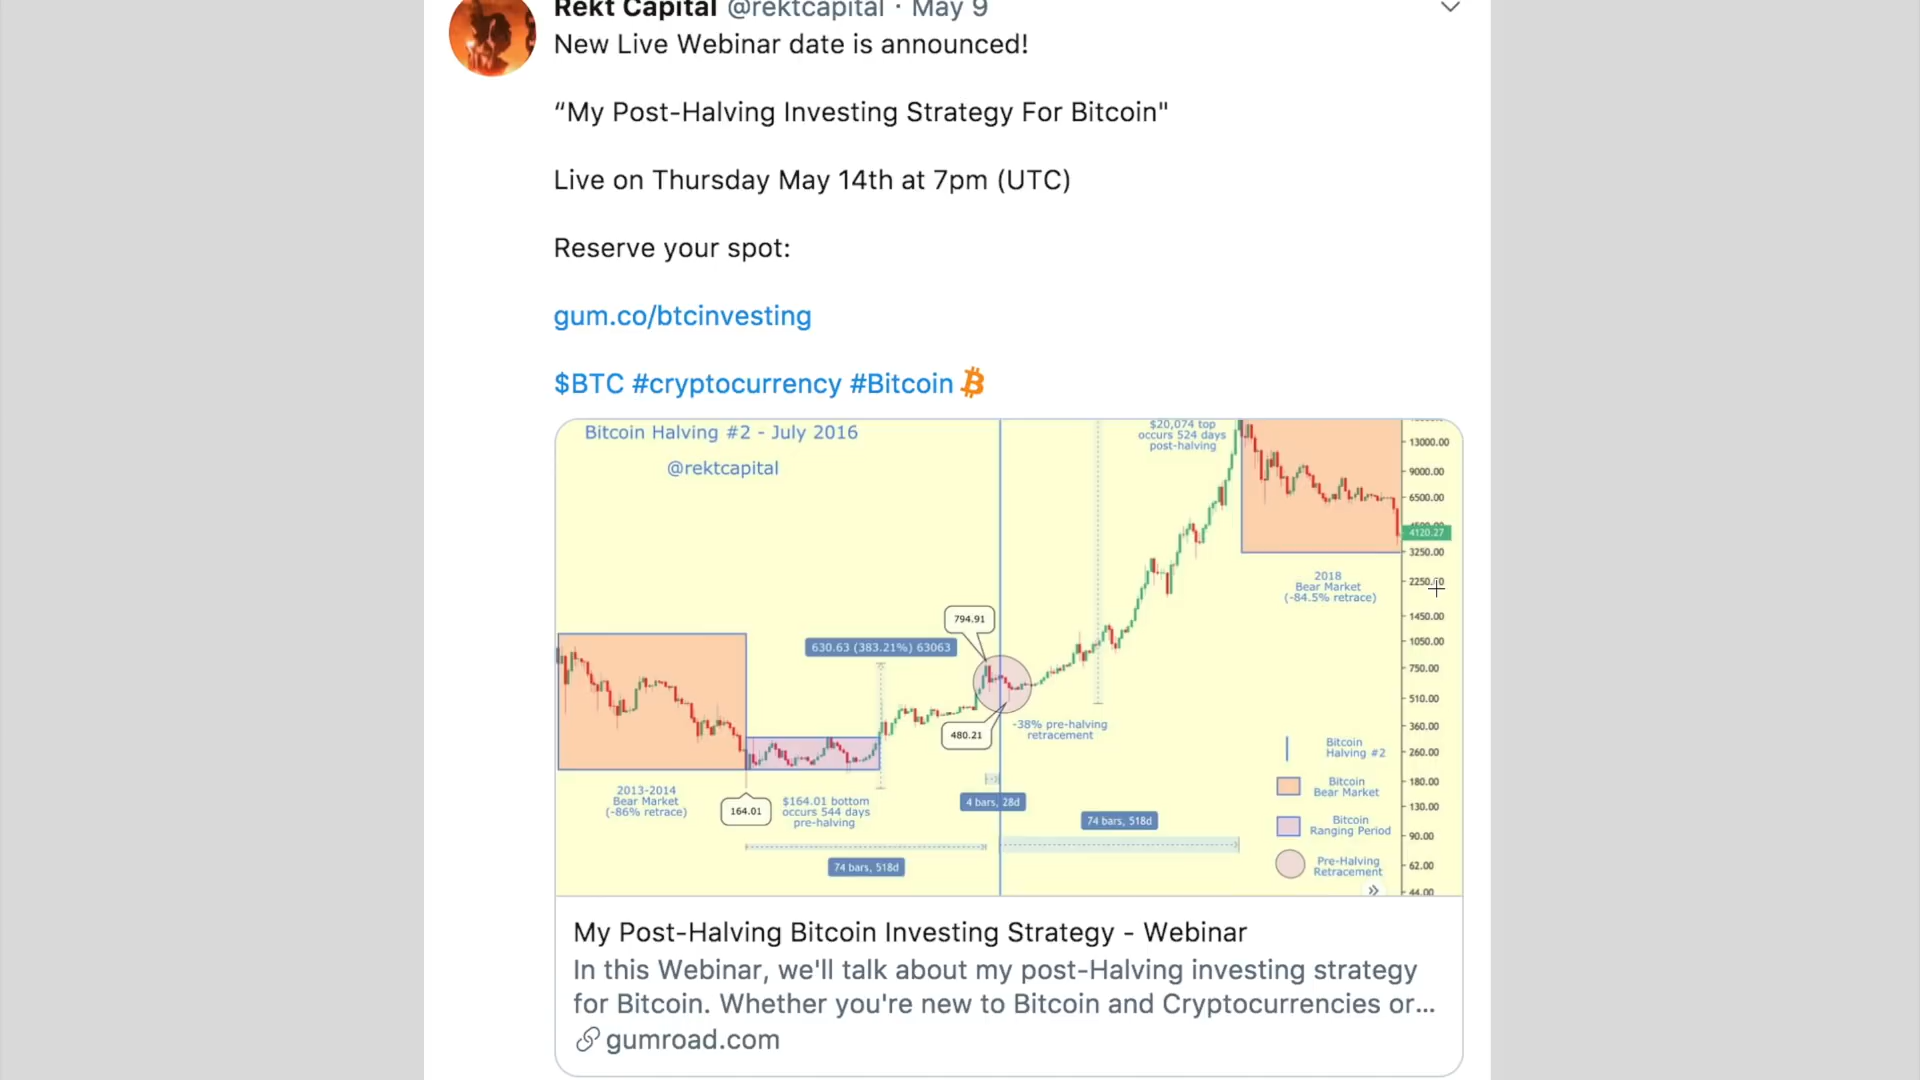 Rekt Capital @rektcapital · May 9
New Live Webinar date is announced!
“My Post-Halving Investing Strategy For Bitcoin"
Live on Thursday May 14th at 7pm (UTC)
Reserve your spot:
gum.co/btcinvesting
$BTC #cryptocurrency #Bitcoin
Bitcoin Halving #2 - July 2016
@rektcapital
$20,074 top
occurs 524 days
post-halving
13000.00
9000.00
6500.00
4120.27
3250.00
2018
Bear Market
(-84.5% retrace)
1450.00
1050.00
750.00
510.00
360.00
260.00
180.00
130.00
90.00
62.00
44.00
794.91
630.63 (383.21%) 63063
480.21
-38% pre-halving
retracement
2013-2014
Bear Market
(-86% retrace)
164.01
$164.01 bottom
occurs 544 days
pre-halving
4 bars, 28d
74 bars, 518d
74 bars, 518d
Bitcoin
Halving #2
Bitcoin
Bear Market
Bitcoin
Ranging Period
Pre-Halving
Retracement
My Post-Halving Bitcoin Investing Strategy - Webinar
In this Webinar, we'll talk about my post-Halving investing strategy
for Bitcoin. Whether you're new to Bitcoin and Cryptocurrencies or...
gumroad.com